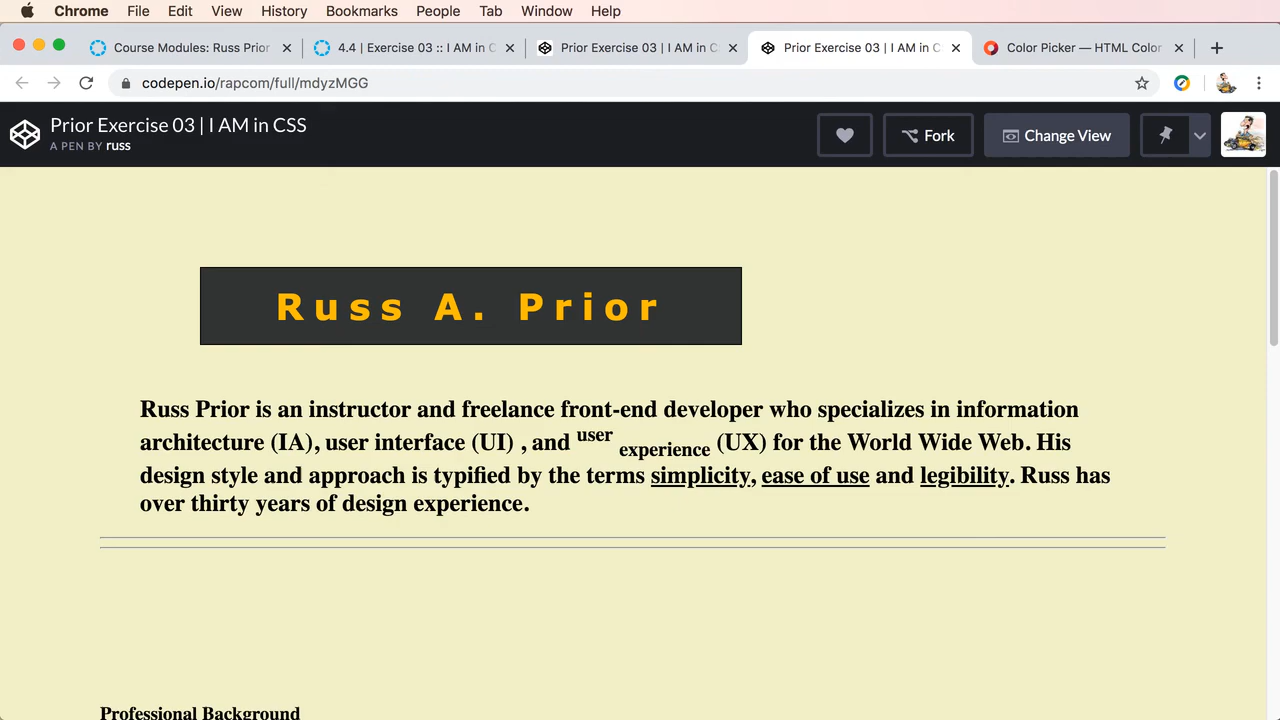 Chrome File Edit View History Bookmarks People Tab Window Help
Course Modules: Russ Prior 4.4 | Exercise 03 :: I AM in C Prior Exercise 03 | I AM in C Prior Exercise 03 | I AM in C Color Picker — HTML Color
codepen.io/rapcom/full/mdyzMGG
Prior Exercise 03 | I AM in CSS
A PEN BY russ
Fork Change View
Russ A. Prior
Russ Prior is an instructor and freelance front-end developer who specializes in information
architecture (IA), user interface (UI) , and user experience (UX) for the World Wide Web. His
design style and approach is typified by the terms simplicity, ease of use and legibility. Russ has
over thirty years of design experience.
Professional Background